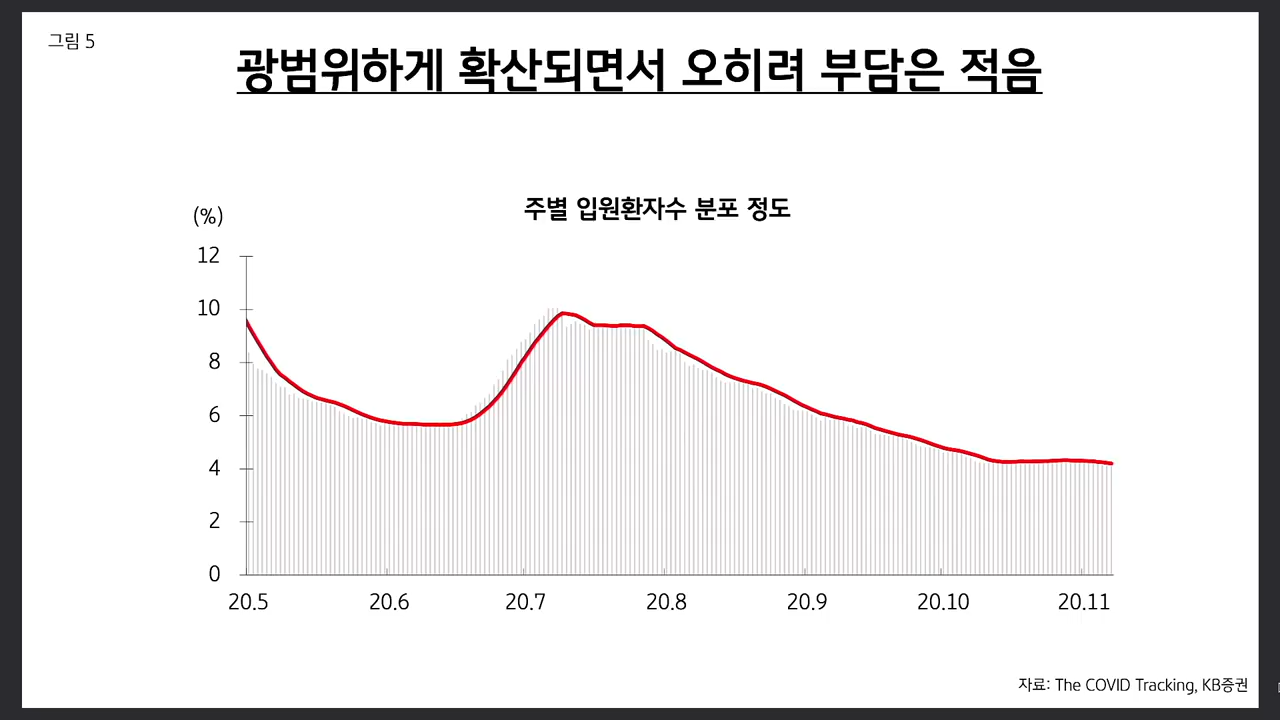 그림 5
광범위하게 확산되면서 오히려 부담은 적음
주별 입원환자수 분포 정도
(%)
12
10
8
6
4
2
0
20.5 20.6 20.7 20.8 20.9 20.10 20.11
자료: The COVID Tracking, KB증권